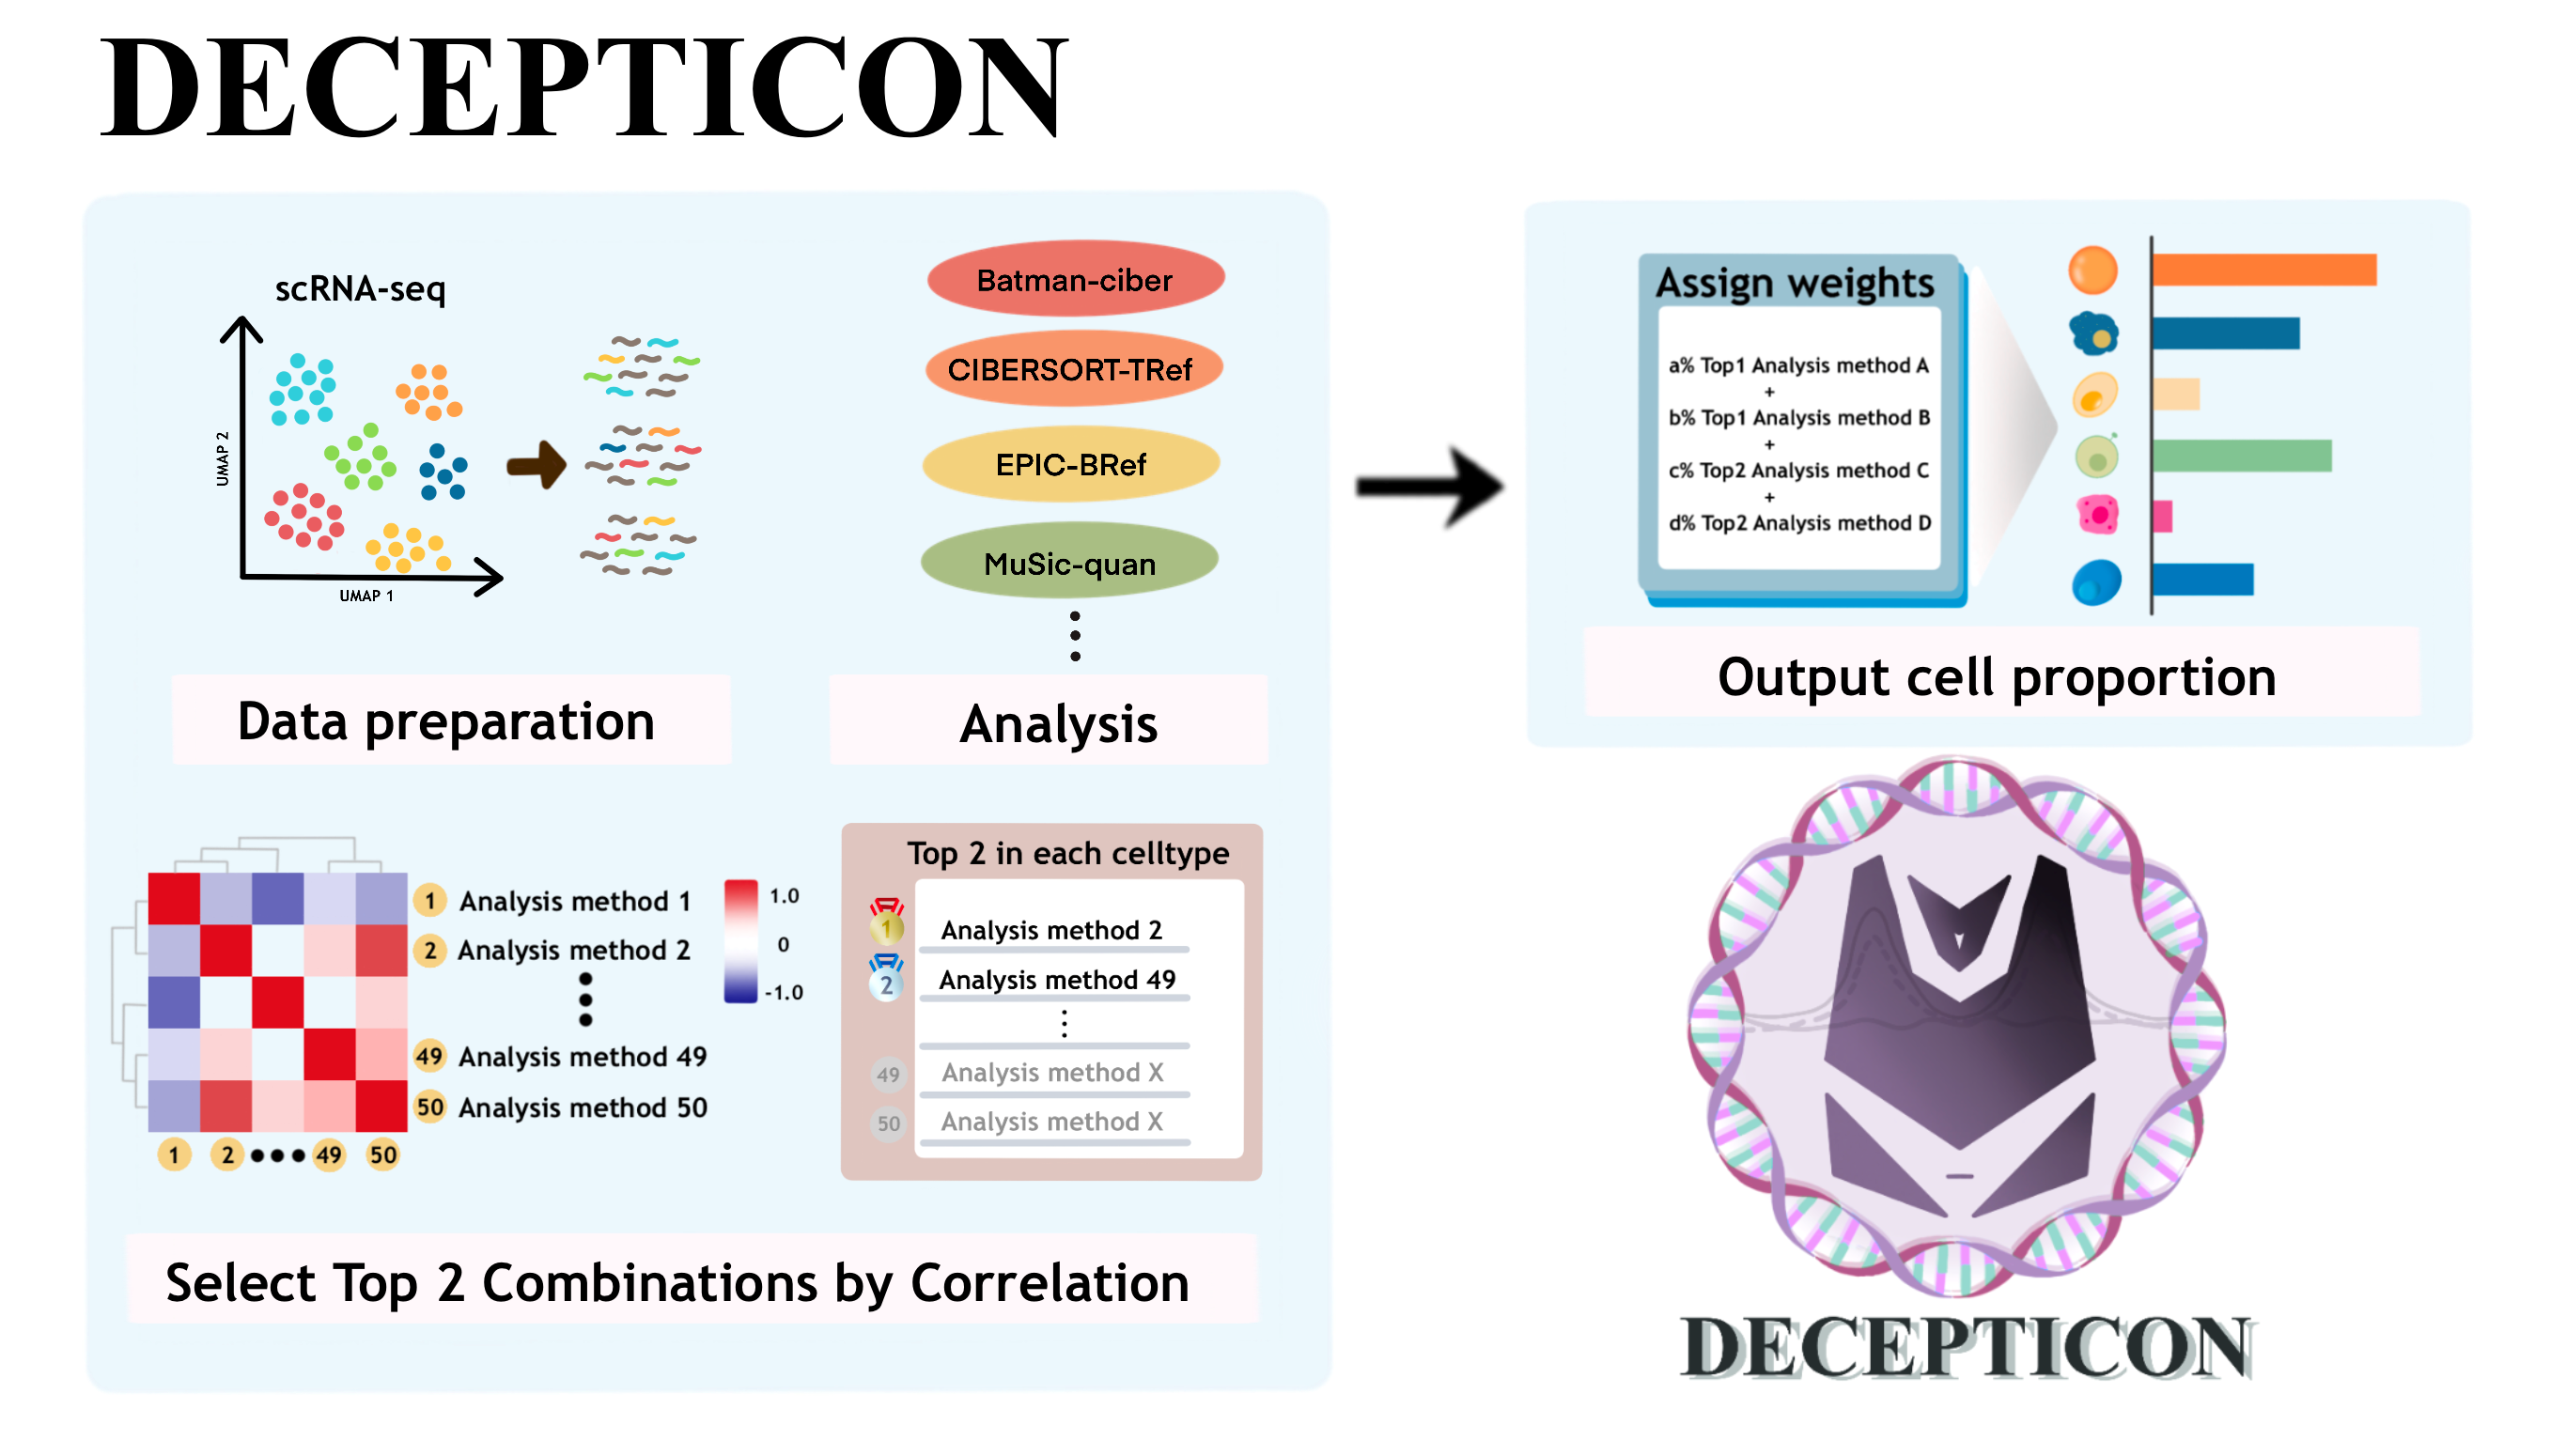 DECEPTICON
scRNA-seq
UMAP 2
UMAP 1
Data preparation
Batman-ciber
CIBERSORT-TRef
EPIC-BRef
MuSic-quan
Analysis
1 Analysis method 1
2 Analysis method 2
49 Analysis method 49
50 Analysis method 50
1 2 49 50
1.0
0
-1.0
Top 2 in each celltype
1 Analysis method 2
2 Analysis method 49
49 Analysis method X
50 Analysis method X
Select Top 2 Combinations by Correlation
Assign weights
a% Top1 Analysis method A
+
b% Top1 Analysis method B
+
c% Top2 Analysis method C
+
d% Top2 Analysis method D
Output cell proportion
DECEPTICON